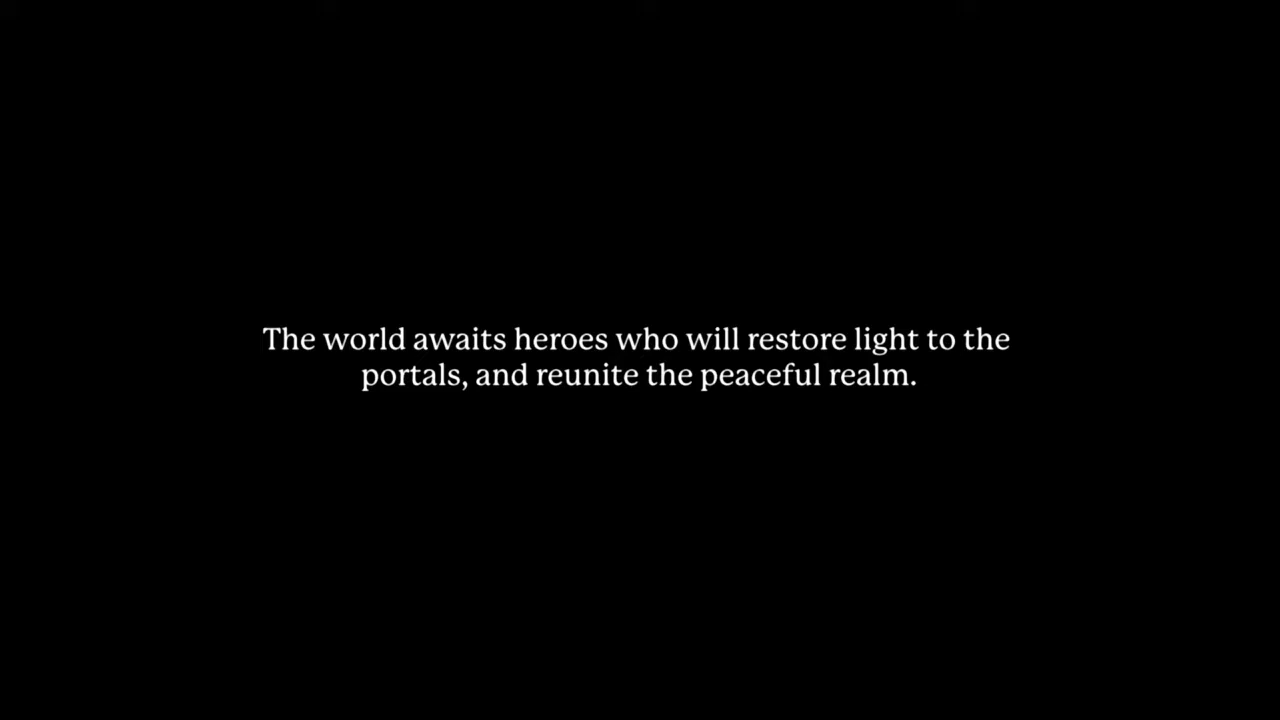 The world awaits heroes who will restore light to the
portals, and reunite the peaceful realm.